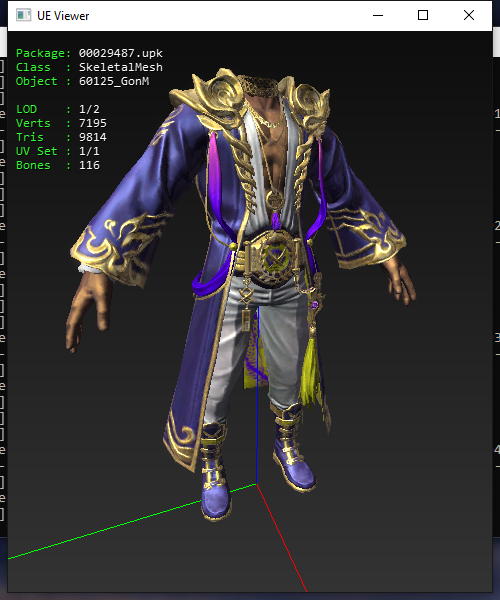 UE Viewer
Package: 00029487.upk
Class : SkeletalMesh
Object : 60125_GonM
LOD : 1/2
Verts : 7195
Tris : 9814
UV Set : 1/1
Bones : 116